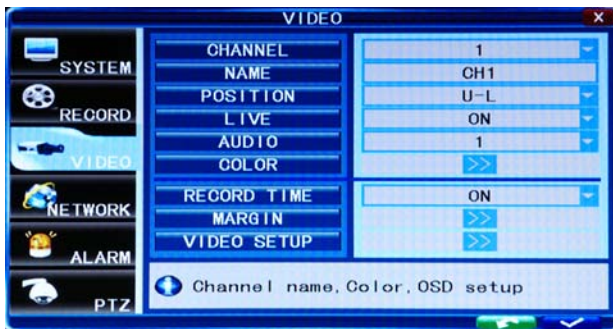 VIDEO
X
SYSTEM
RECORD
VIDEO
NETWORK
ALARM
PTZ
CHANNEL 1
NAME CH1
POSITION U-L
LIVE ON
AUDIO 1
COLOR >>
RECORD TIME ON
MARGIN >>
VIDEO SETUP >>
Channel name,Color,OSD setup